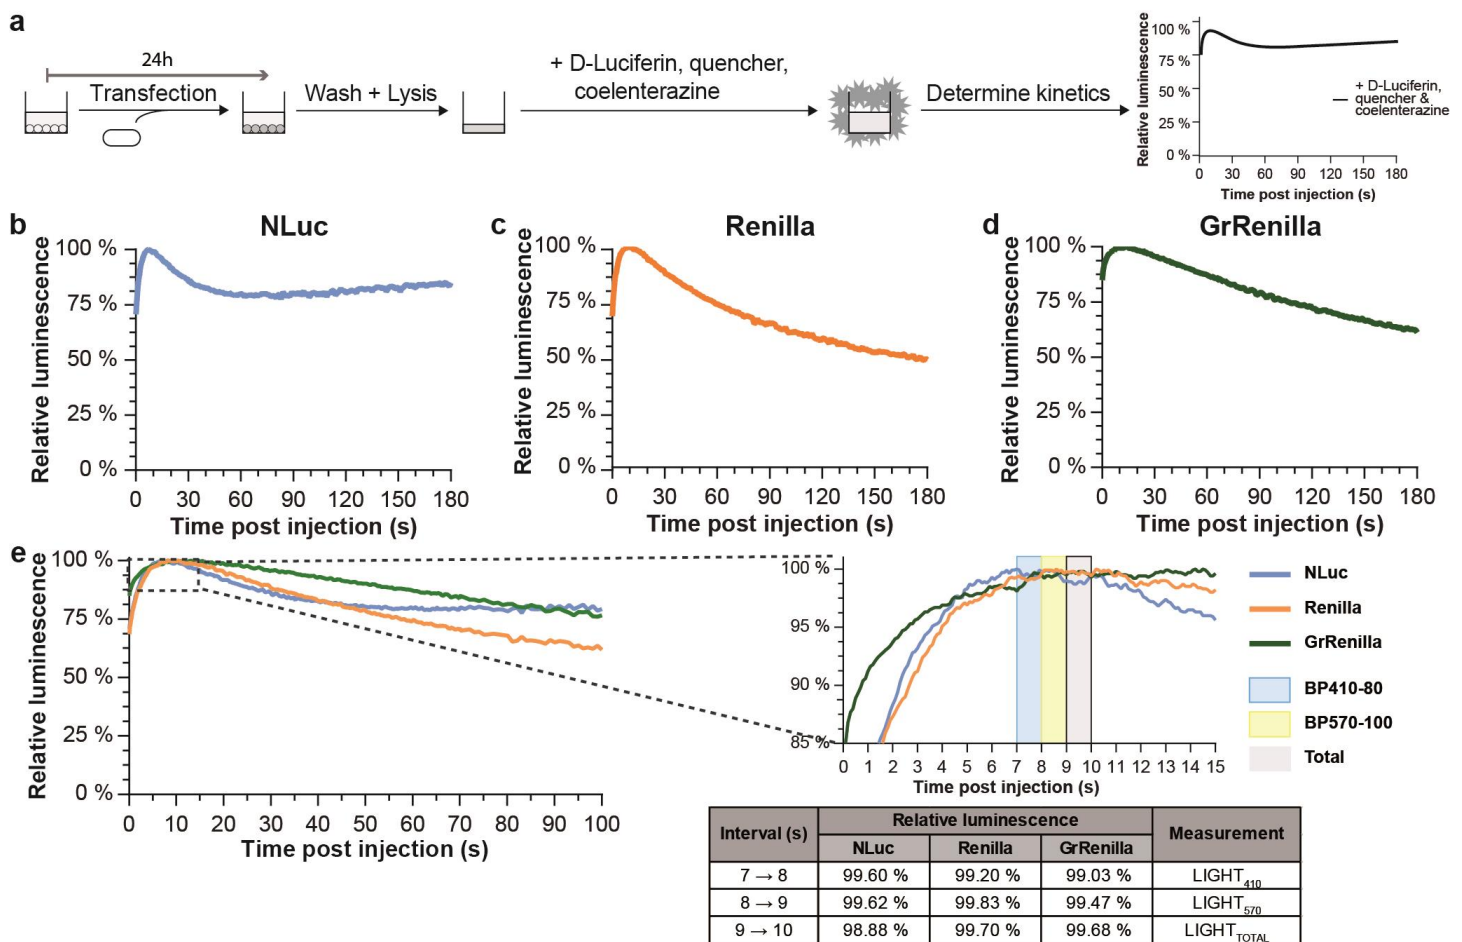 a
24h
Transfection
Wash + Lysis
+ D-Luciferin, quencher,
coelenterazine
Determine kinetics
Relative luminescence
100 %
75 %
50 %
25 %
0 %
+ D-Luciferin,
quencher &
coelenterazine
0 30 60 90 120 150 180
Time post injection (s)
b
NLuc
Relative luminescence
100 %
75 %
50 %
25 %
0 %
0 30 60 90 120 150 180
Time post injection (s)
c
Renilla
Relative luminescence
100 %
75 %
50 %
25 %
0 %
0 30 60 90 120 150 180
Time post injection (s)
d
GrRenilla
Relative luminescence
100 %
75 %
50 %
25 %
0 %
0 30 60 90 120 150 180
Time post injection (s)
e
Relative luminescence
100 %
75 %
50 %
25 %
0 %
0 10 20 30 40 50 60 70 80 90 100
Time post injection (s)
100 %
95 %
90 %
85 %
0 1 2 3 4 5 6 7 8 9 10 11 12 13 14 15
Time post injection (s)
NLuc
Renilla
GrRenilla
BP410-80
BP570-100
Total
Interval (s) Relative luminescence Measurement
NLuc Renilla GrRenilla
7 → 8 99.60 % 99.20 % 99.03 % LIGHT410
8 → 9 99.62 % 99.83 % 99.47 % LIGHT570
9 → 10 98.88 % 99.70 % 99.68 % LIGHTTOTAL